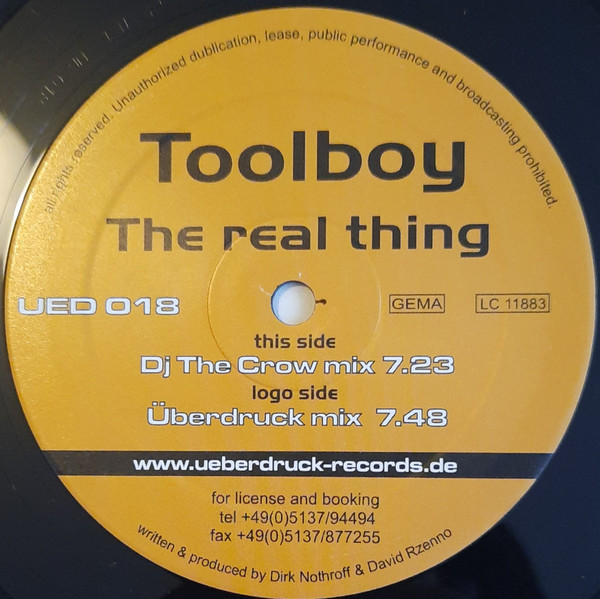 all rights reserved. Unauthorized dublication, lease, public performance and broadcasting prohibited.
Toolboy
The real thing
UED 018
GEMA
LC 11883
this side
Dj The Crow mix 7.23
logo side
Überdruck mix 7.48
www.ueberdruck-records.de
for license and booking
tel +49(0)5137/94494
fax +49(0)5137/877255
written & produced by Dirk Nothroff & David Rzenno